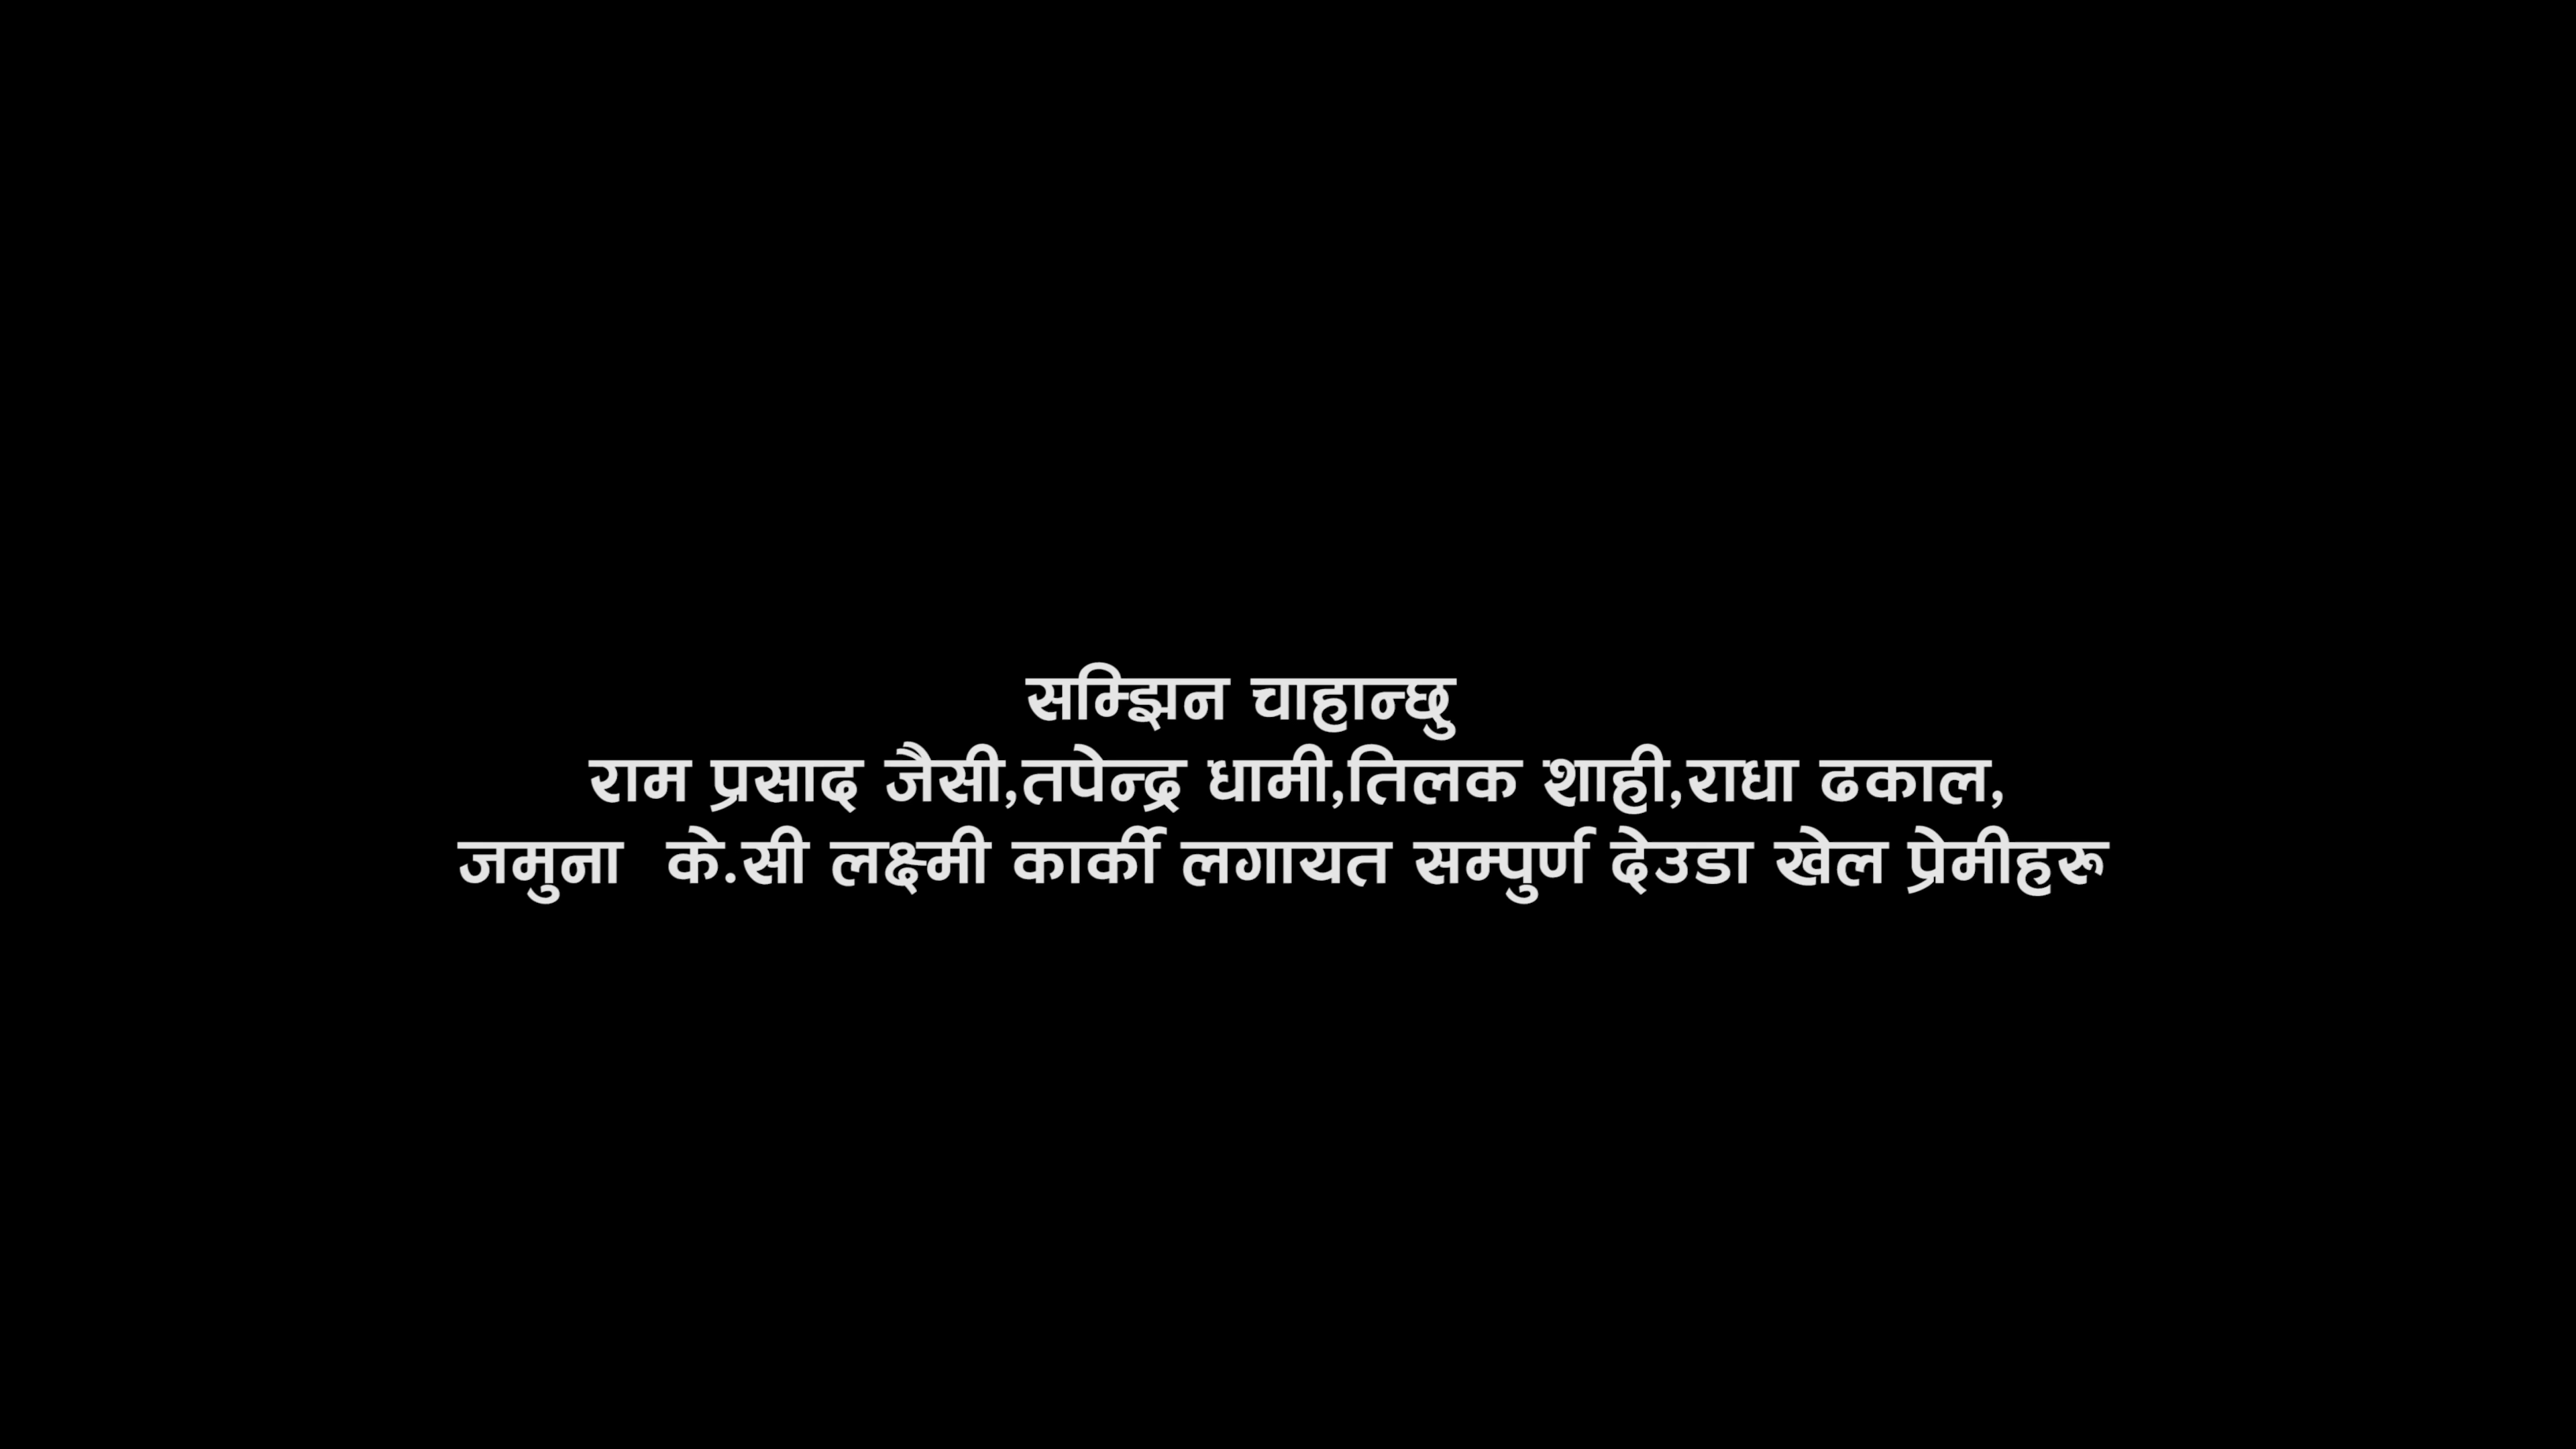 सम्झिन चाहान्छु
राम प्रसाद जैसी,तपेन्द्र धामी,तिलक शाही,राधा ढकाल,
जमुना  के.सी लक्ष्मी कार्की लगायत सम्पुर्ण देउडा खेल प्रेमीहरू